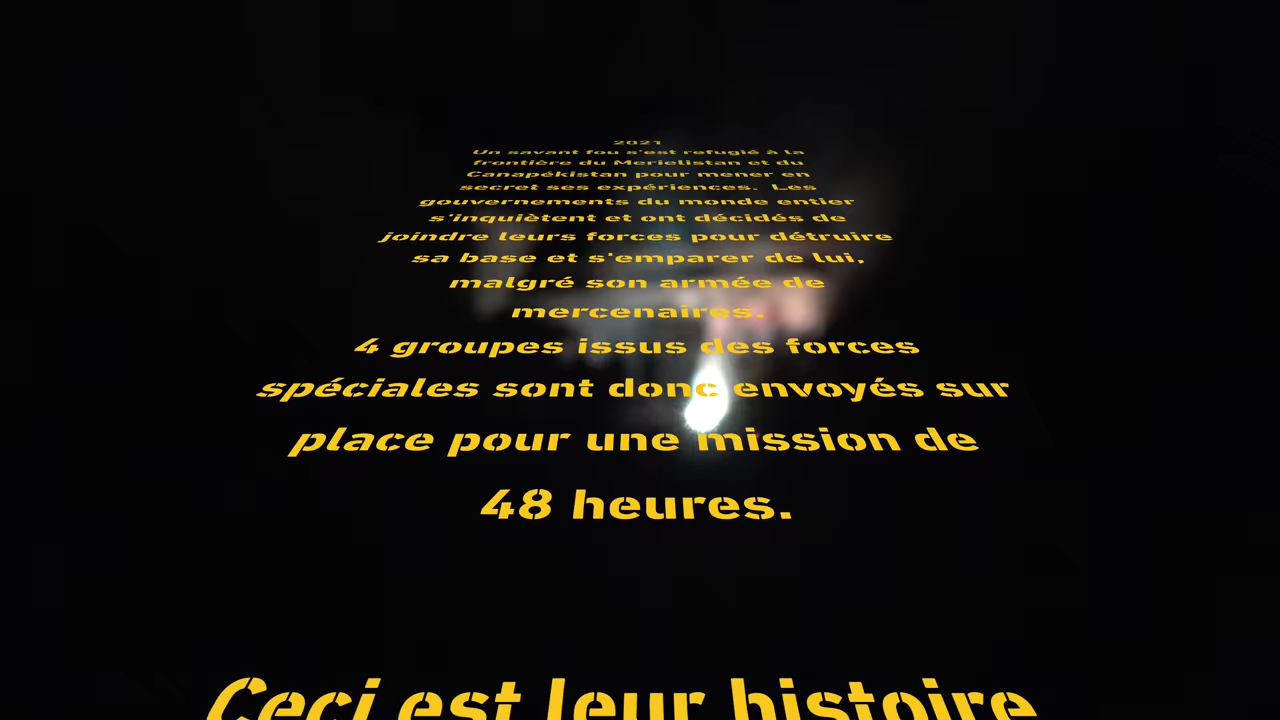 2021
Un savant fou s'est refugié à la
frontière du Merielistan et du
Canapékistan pour mener en
secret ses expériences. Les
gouvernements du monde entier
s'inquiètent et ont décidés de
joindre leurs forces pour détruire
sa base et s'emparer de lui,
malgré son armée de
mercenaires.
4 groupes issus des forces
spéciales sont donc envoyés sur
place pour une mission de
48 heures.
Ceci est leur histoire